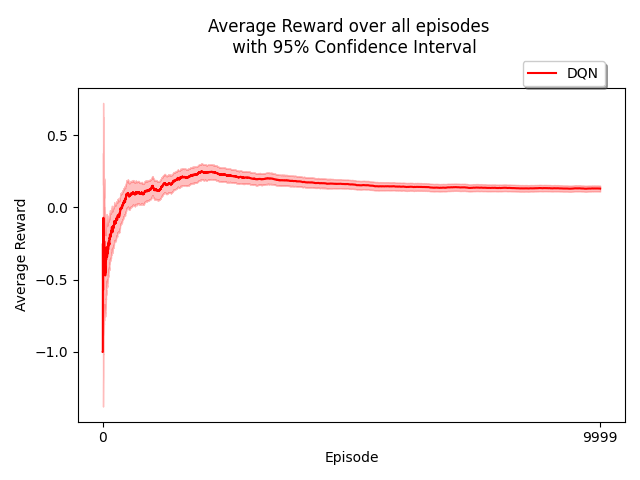 Average Reward over all episodes
with 95% Confidence Interval
DQN
0.5
0.0
−0.5
−1.0
Average Reward
0
9999
Episode